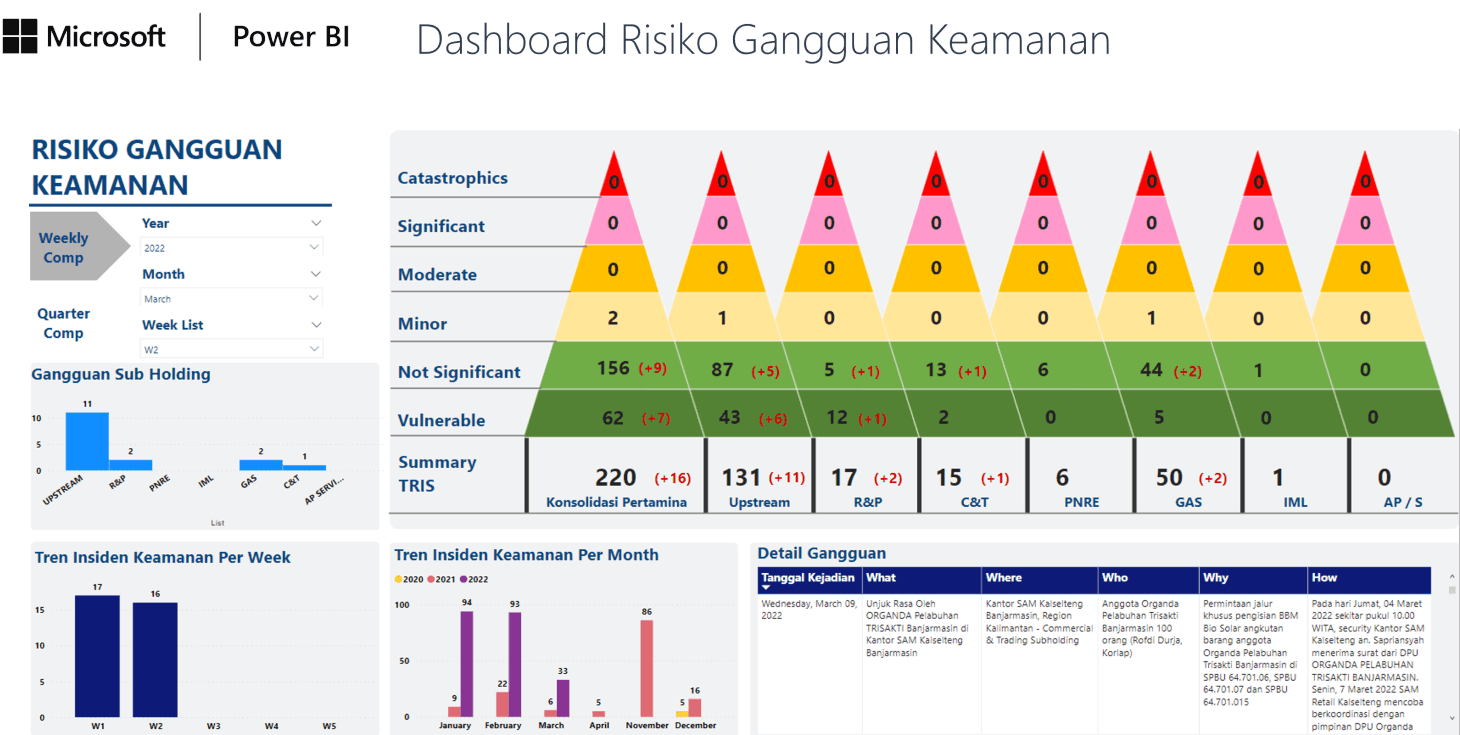 Microsoft | Power BI
Dashboard Risiko Gangguan Keamanan
RISIKO GANGGUAN
KEAMANAN
Weekly
Comp
Quarter
Comp
Year
2022
Month
March
Week List
W2
Catastrophics 0 0 0 0 0 0 0 0
Significant 0 0 0 0 0 0 0 0
Moderate 0 0 0 0 0 0 0 0
Minor 2 1 0 0 0 1 0 0
Not Significant 156 (+9) 87 (+5) 5 (+1) 13 (+1) 6 44 (+2) 1 0
Vulnerable 62 (+7) 43 (+6) 12 (+1) 2 0 5 0 0
Summary
TRIS
220 (+16) 131 (+11) 17 (+2) 15 (+1) 6 50 (+2) 1 0
Konsolidasi Pertamina Upstream R&P C&T PNRE GAS IML AP / S
Gangguan Sub Holding
11
2
2
1
10
5
0
UPSTREAM R&P PNRE IML GAS C&T AP SERVI...
List
Tren Insiden Keamanan Per Week
17
16
15
10
5
0
W1 W2 W3 W4 W5
Tren Insiden Keamanan Per Month
2020 2021 2022
100
50
0
9 94
22 93
6 33
5
86
5 16
January February March April November December
Detail Gangguan
Tanggal Kejadian What Where Who Why How
Wednesday, March 09,
2022
Unjuk Rasa Oleh
ORGANDA Pelabuhan
TRISAKTI Banjarmasin di
Kantor SAM Kalselteng
Banjarmasin
Kantor SAM Kalselteng
Banjarmasin, Region
Kalimantan - Commercial
& Trading Subholding
Anggota Organda
Pelabuhan Trisakti
Banjarmasin 100
orang (Rofdi Durja,
Korlap)
Permintaan jalur
khusus pengisian BBM
Bio Solar angkutan
barang anggota
Organda Pelabuhan
Trisakti Banjarmasin di
SPBU 64.701.06, SPBU
64.701.07 dan SPBU
64.701.015
Pada hari Jumat, 04 Maret
2022 sekitar pukul 10.00
WITA, security Kantor SAM
Kalselteng an. Sapriansyah
menerima surat dari DPU
ORGANDA PELABUHAN
TRISAKTI BANJARMASIN.
Senin, 7 Maret 2022 SAM
Retail Kalselteng mencoba
berkoordinasi dengan
pimpinan DPU Organda